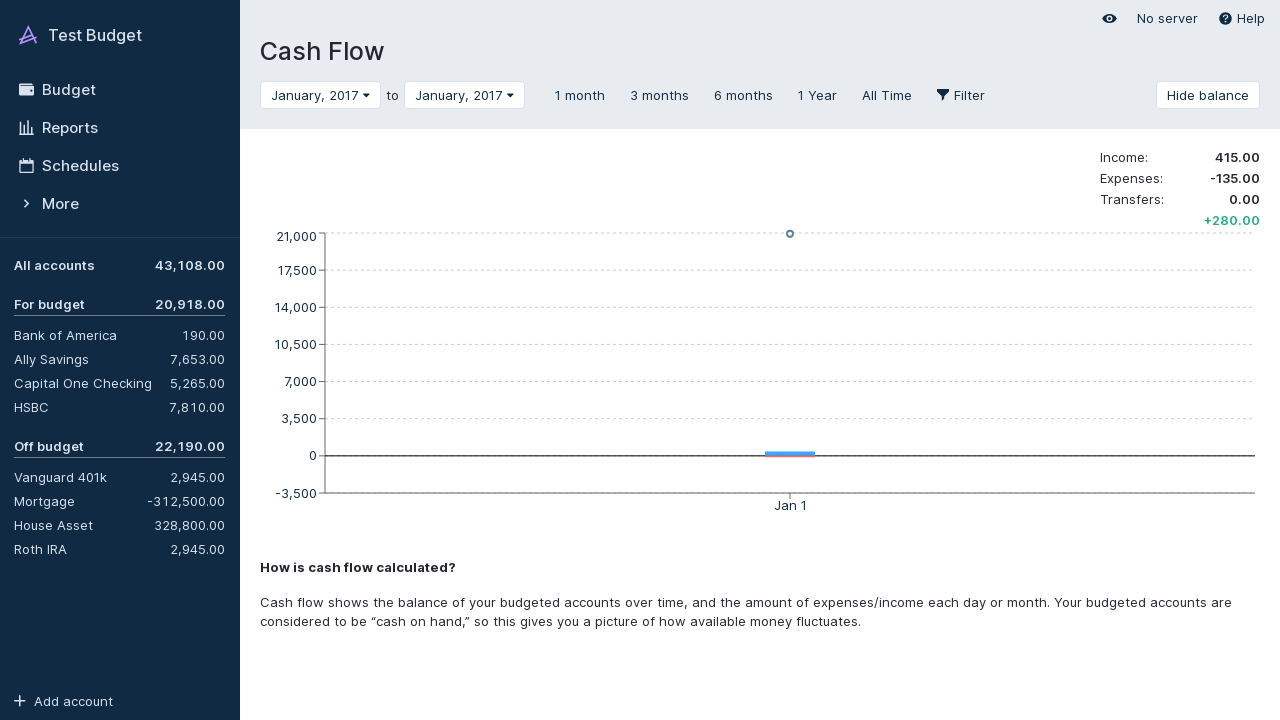 Test Budget
Budget
Reports
Schedules
More
All accounts 43,108.00
For budget 20,918.00
Bank of America 190.00
Ally Savings 7,653.00
Capital One Checking 5,265.00
HSBC 7,810.00
Off budget 22,190.00
Vanguard 401k 2,945.00
Mortgage -312,500.00
House Asset 328,800.00
Roth IRA 2,945.00
Add account
No server Help
Cash Flow
January, 2017 to January, 2017 1 month 3 months 6 months 1 Year All Time Filter Hide balance
Income: 415.00
Expenses: -135.00
Transfers: 0.00
+280.00
21,000
17,500
14,000
10,500
7,000
3,500
0
-3,500
Jan 1
How is cash flow calculated?
Cash flow shows the balance of your budgeted accounts over time, and the amount of expenses/income each day or month. Your budgeted accounts are
considered to be “cash on hand,” so this gives you a picture of how available money fluctuates.